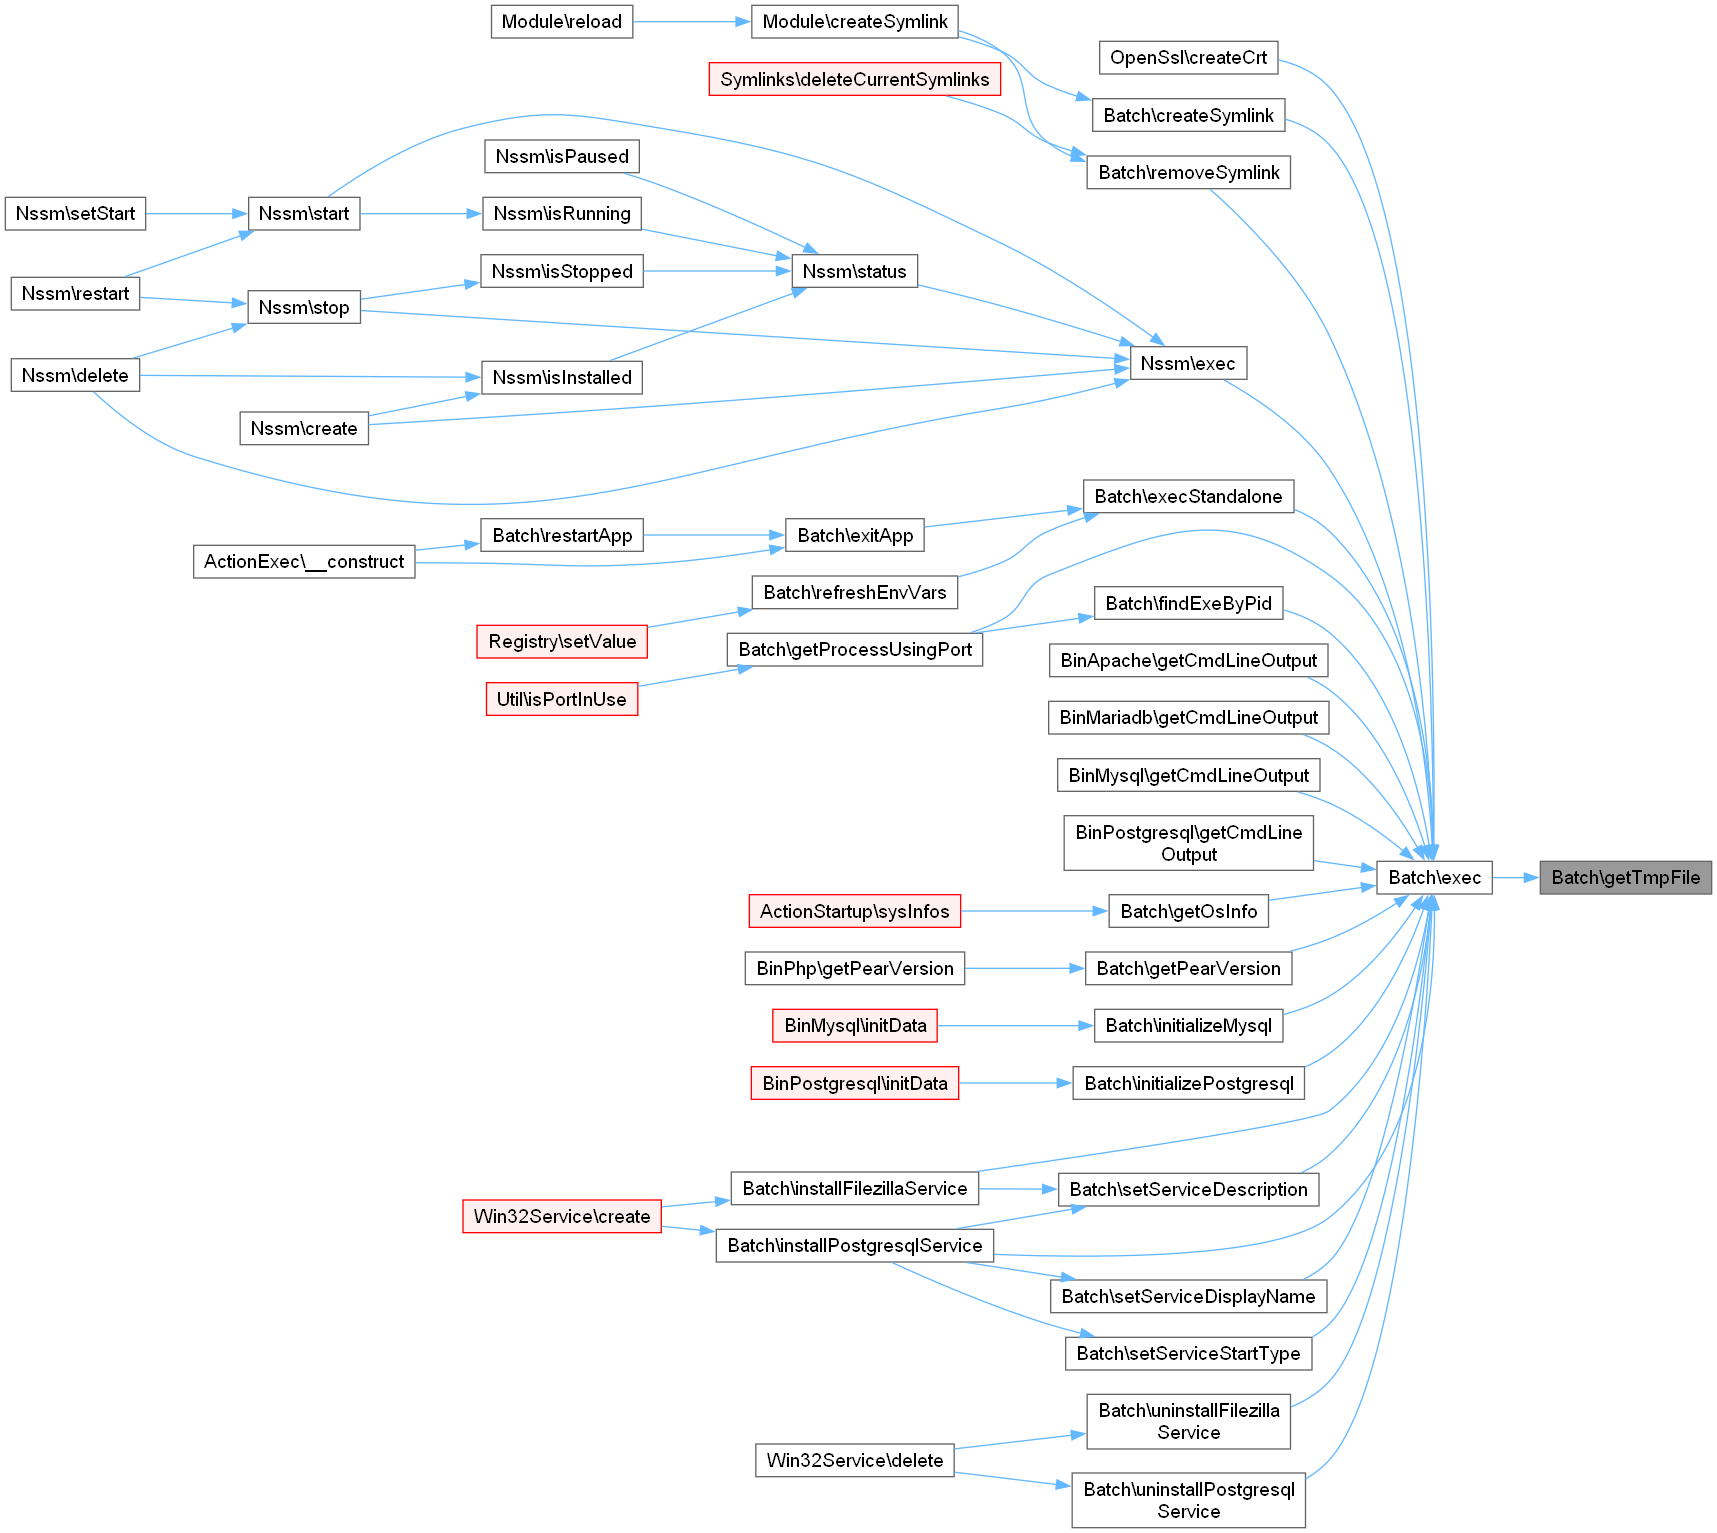 Module\reload
Module\createSymlink
OpenSsl\createCrt
Symlinks\deleteCurrentSymlinks
Batch\createSymlink
Nssm\isPaused
Batch\removeSymlink
Nssm\setStart
Nssm\start
Nssm\isRunning
Nssm\isStopped
Nssm\status
Nssm\restart
Nssm\stop
Nssm\exec
Nssm\delete
Nssm\isInstalled
Nssm\create
Batch\execStandalone
Batch\restartApp
Batch\exitApp
ActionExec\__construct
Batch\refreshEnvVars
Batch\findExeByPid
Registry\setValue
Batch\getProcessUsingPort
BinApache\getCmdLineOutput
Util\isPortInUse
BinMariadb\getCmdLineOutput
BinMysql\getCmdLineOutput
BinPostgresql\getCmdLine
Output
Batch\exec
Batch\getTmpFile
ActionStartup\sysInfos
Batch\getOsInfo
BinPhp\getPearVersion
Batch\getPearVersion
BinMysql\initData
Batch\initializeMysql
BinPostgresql\initData
Batch\initializePostgresql
Batch\installFilezillaService
Batch\setServiceDescription
Win32Service\create
Batch\installPostgresqlService
Batch\setServiceDisplayName
Batch\setServiceStartType
Batch\uninstallFilezilla
Service
Win32Service\delete
Batch\uninstallPostgresql
Service